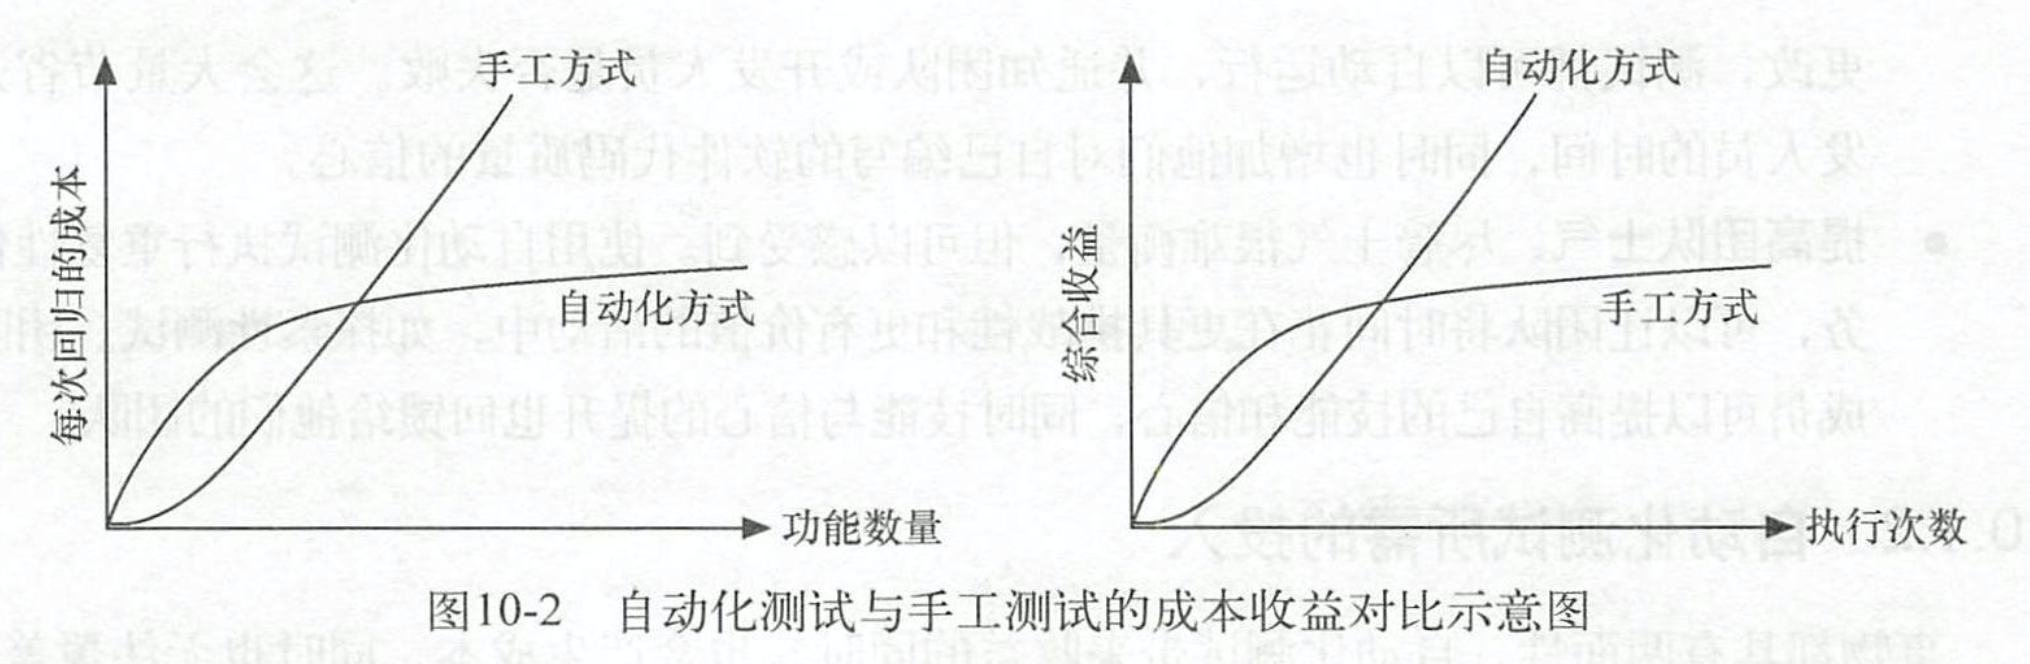 手工方式
每次回归的成本
自动化方式
功能数量
自动化方式
综合收益
手工方式
执行次数
图10-2 自动化测试与手工测试的成本收益对比示意图